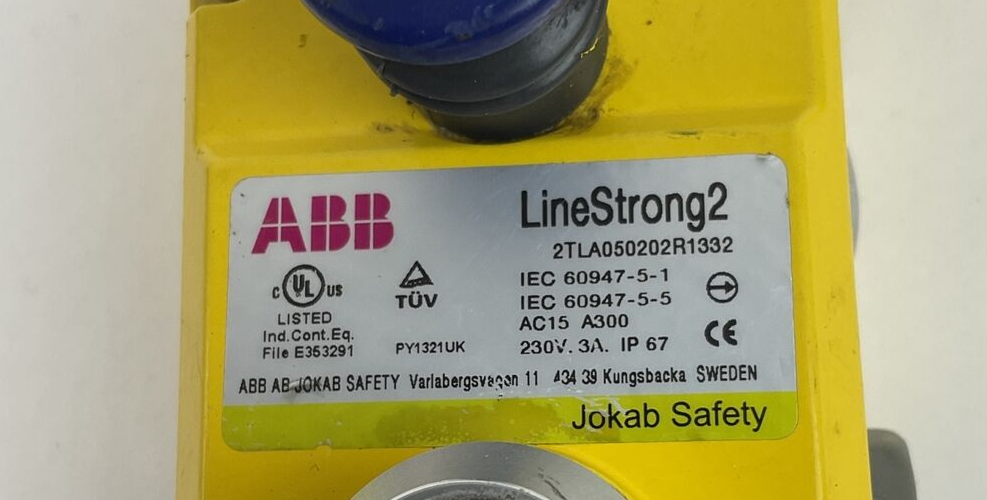 ABB
LineStrong2
2TLA050202R1332
IEC 60947-5-1
IEC 60947-5-5
AC15 A300
230V. 3A. IP 67
C UL US
LISTED
Ind.Cont.Eq.
File E353291
TÜV
PY1321UK
CE
ABB AB JOKAB SAFETY 11 434 39 Kungsbacka SWEDEN
Jokab Safety